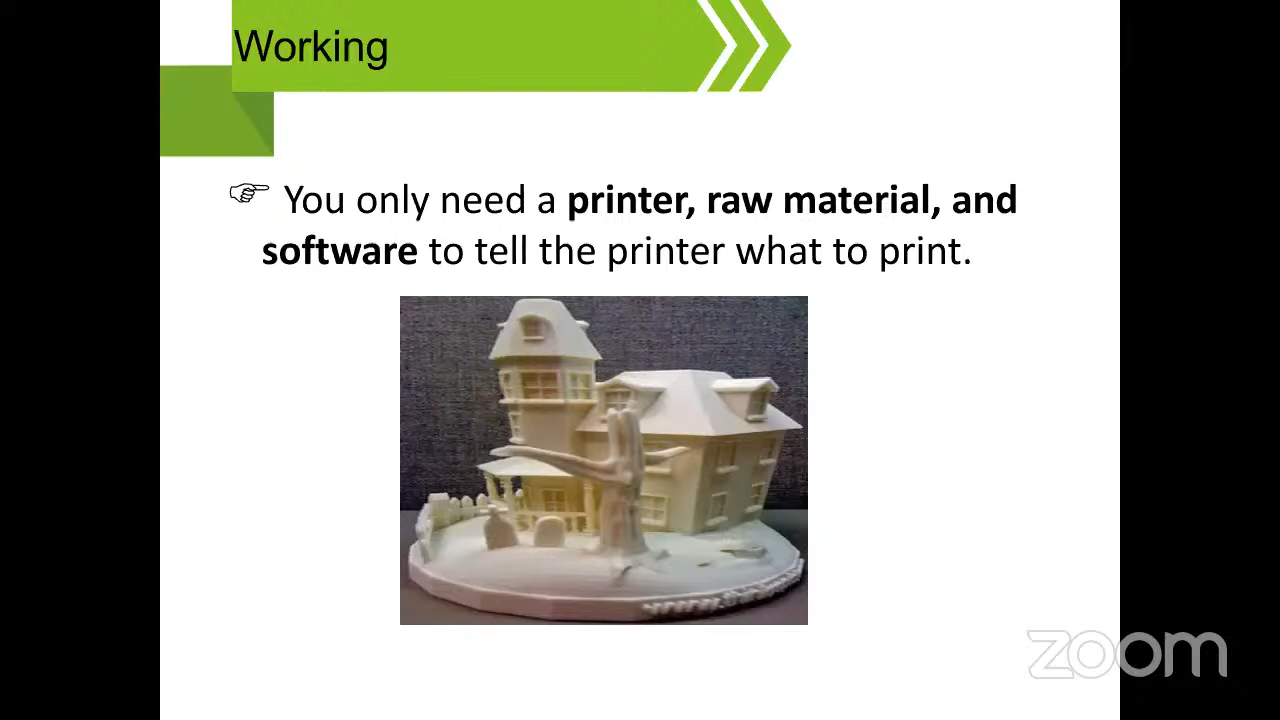 Working
You only need a printer, raw material, and
software to tell the printer what to print.
zoom